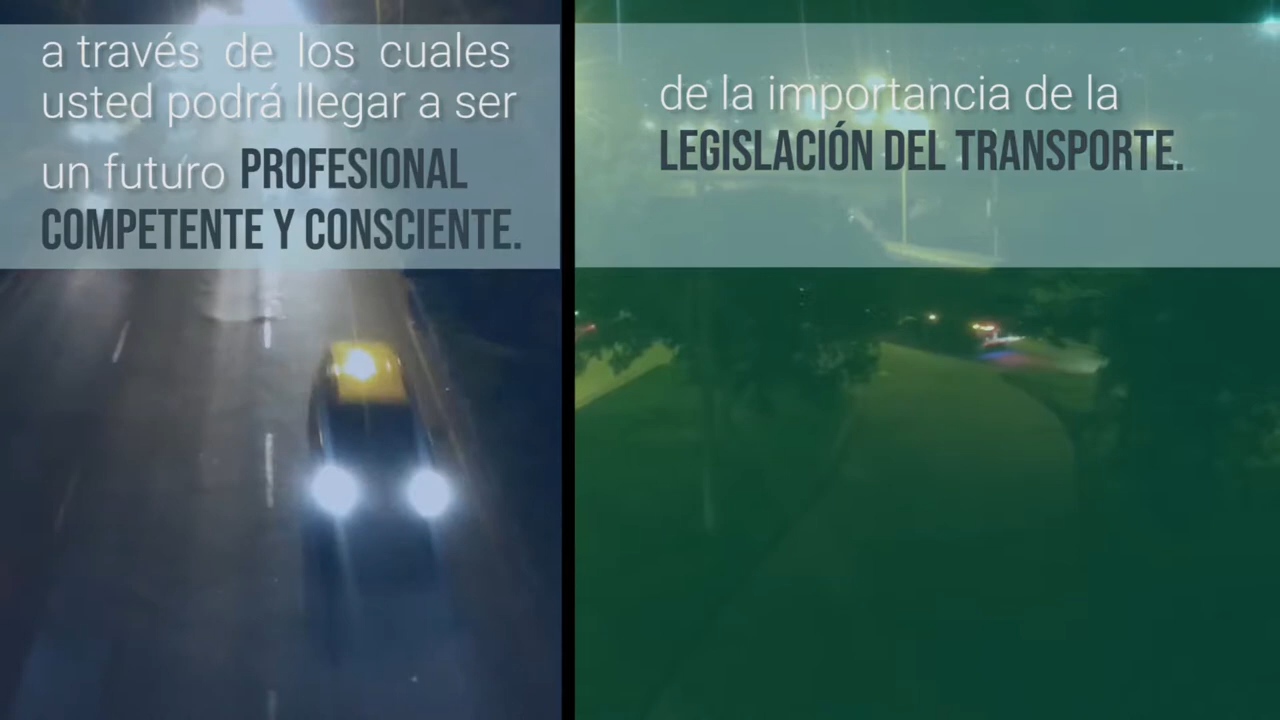 a través de los cuales
usted podrá llegar a ser
un futuro PROFESIONAL
COMPETENTE Y CONSCIENTE.
de la importancia de la
LEGISLACIÓN DEL TRANSPORTE.